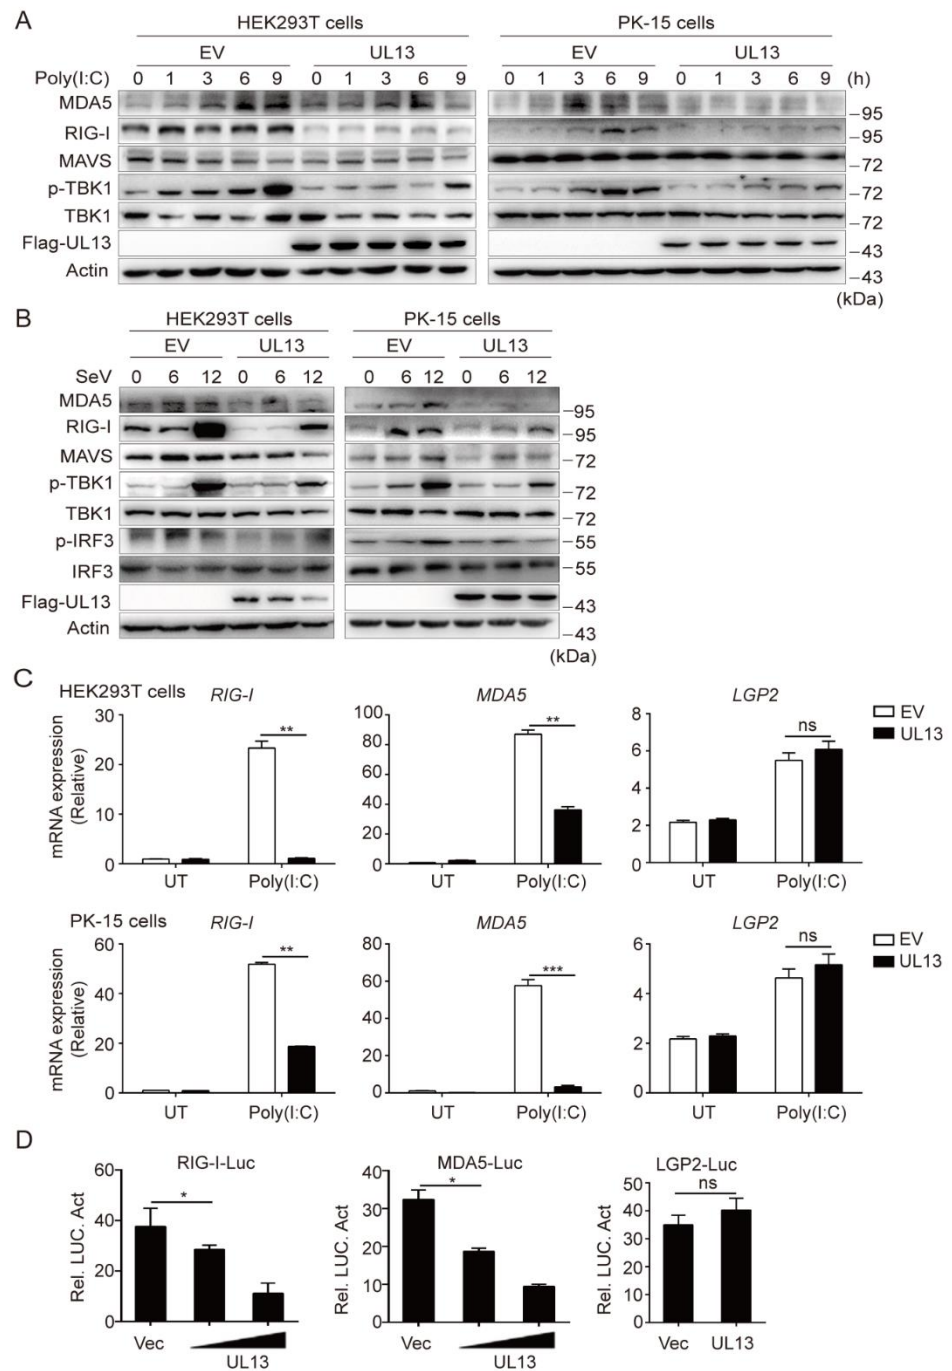 A
HEK293T cells PK-15 cells
EV UL13 EV UL13
Poly(I:C) 0 1 3 6 9 0 1 3 6 9 0 1 3 6 9 0 1 3 6 9 (h)
MDA5 –95
RIG-I –95
MAVS –72
p-TBK1 –72
TBK1 –72
Flag-UL13 –43
Actin –43
(kDa)
B
HEK293T cells PK-15 cells
EV UL13 EV UL13
SeV 0 6 12 0 6 12 0 6 12 0 6 12
MDA5 –95
RIG-I –95
MAVS –72
p-TBK1 –72
TBK1 –72
p-IRF3 –55
IRF3 –55
Flag-UL13 –43
Actin –43
(kDa)
C
HEK293T cells
RIG-I MDA5 LGP2
mRNA expression
(Relative)
30
20
10
0
**
UT Poly(I:C)
100
80
60
40
20
0
**
UT Poly(I:C)
8
6
4
2
0
ns
UT Poly(I:C)
EV
UL13
PK-15 cells
RIG-I MDA5 LGP2
mRNA expression
(Relative)
60
40
20
0
**
UT Poly(I:C)
80
60
40
20
0
***
UT Poly(I:C)
6
4
2
0
ns
UT Poly(I:C)
EV
UL13
D
RIG-I-Luc
Rel. LUC. Act
60
40
20
0
*
Vec
UL13
MDA5-Luc
Rel. LUC. Act
40
30
20
10
0
*
Vec
UL13
LGP2-Luc
Rel. LUC. Act
50
40
30
20
10
0
ns
Vec UL13